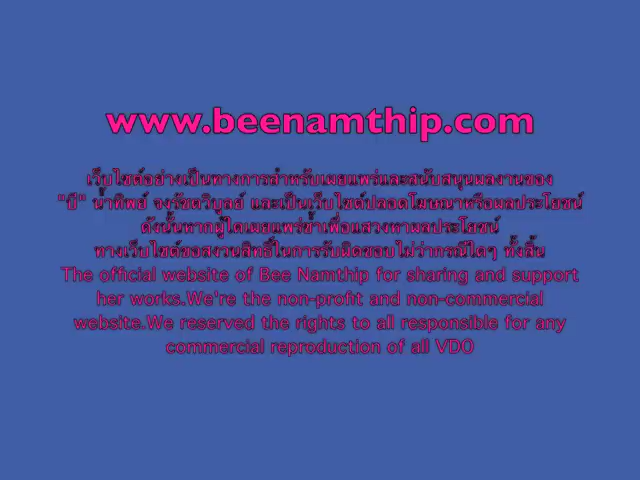 www.beenamthip.com
เว็บไซต์อย่างเป็นทางการสำหรับเผยแพร่และสนับสนุนผลงานของ
"บี" น้ำทิพย์ จงรัชตวิบูลย์ และเป็นเว็บไซต์ปลอดโฆษณาหรือผลประโยชน์
ดังนั้นหากผู้ใดเผยแพร่ซ้ำเพื่อแสวงหาผลประโยชน์
ทางเว็บไซต์ขอสงวนสิทธิ์ในการรับผิดชอบไม่ว่ากรณีใดๆ ทั้งสิ้น
The official website of Bee Namthip for sharing and support
her works.We're the non-profit and non-commercial
website.We reserved the rights to all responsible for any
commercial reproduction of all VDO